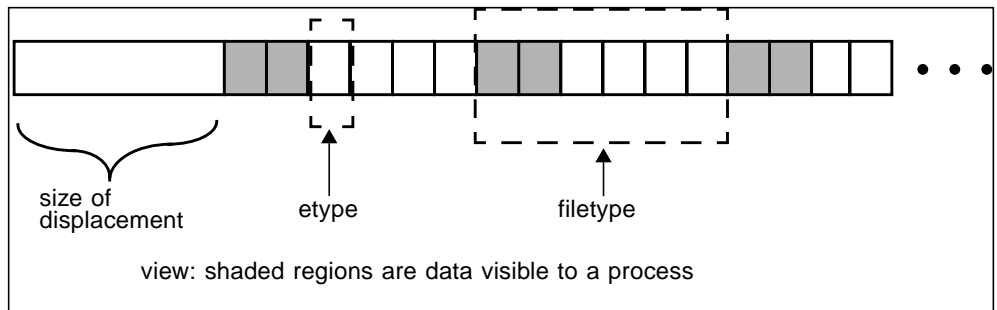 size of
displacement
etype
filetype
view: shaded regions are data visible to a process